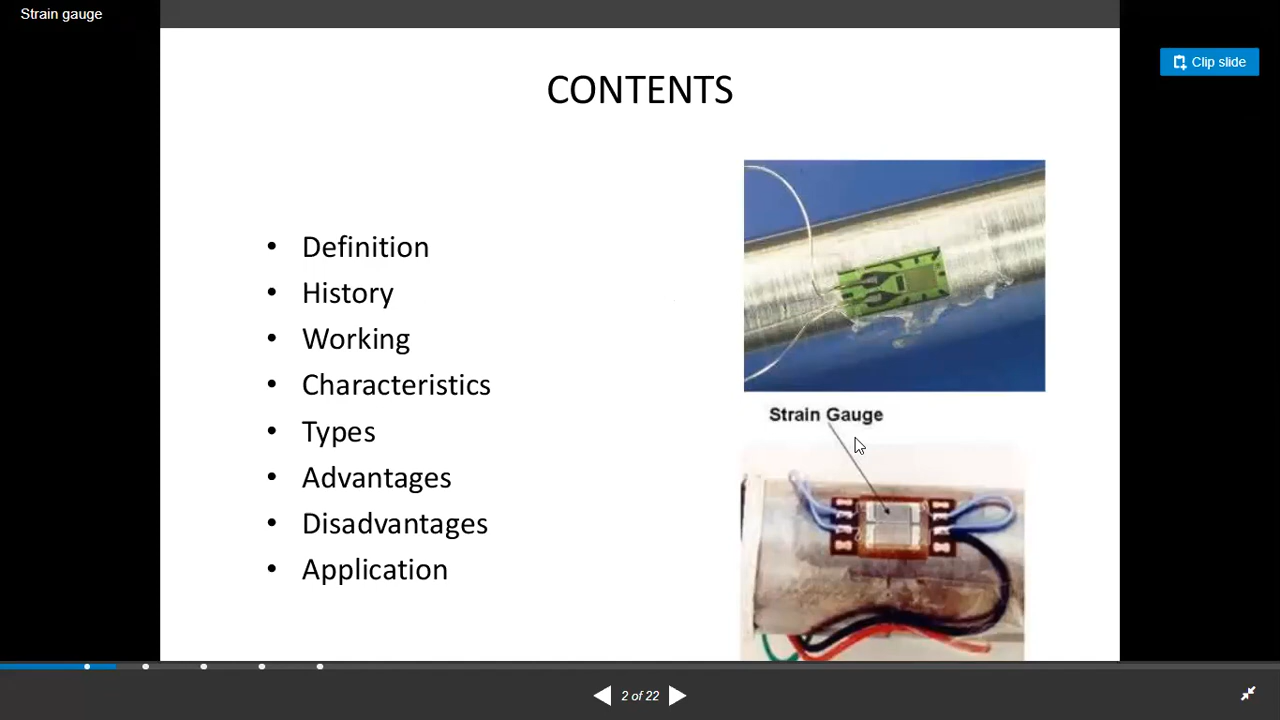 Strain gauge
Clip slide
CONTENTS
• Definition
• History
• Working
• Characteristics
• Types
• Advantages
• Disadvantages
• Application
Strain Gauge
2 of 22